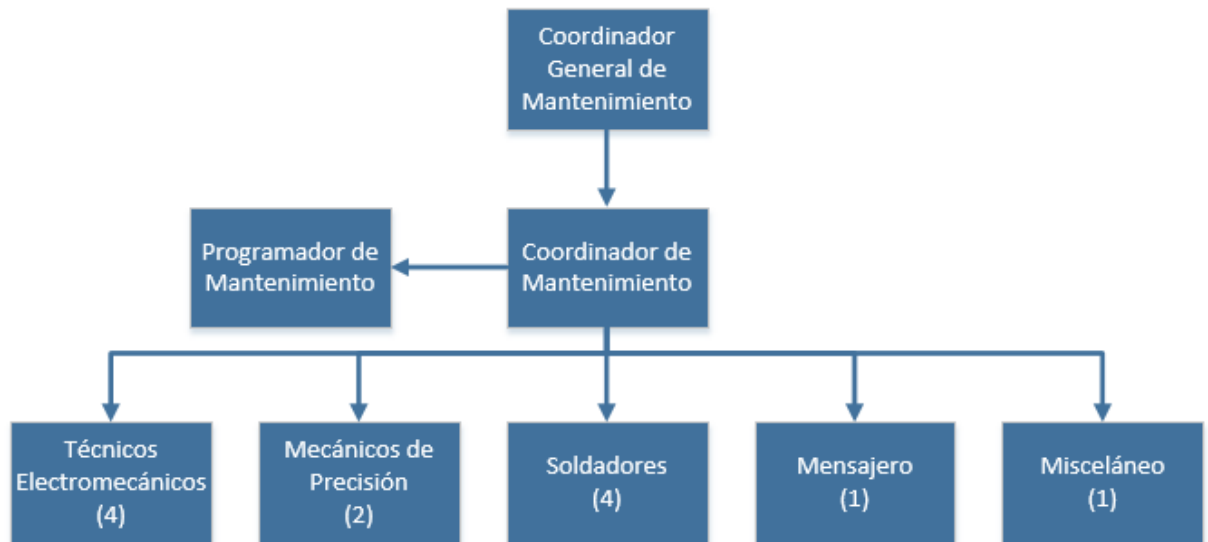 Coordinador
General de
Mantenimiento
Programador de
Mantenimiento
Coordinador de
Mantenimiento
Técnicos
Electromecánicos
(4)
Mecánicos de
Precisión
(2)
Soldadores
(4)
Mensajero
(1)
Misceláneo
(1)